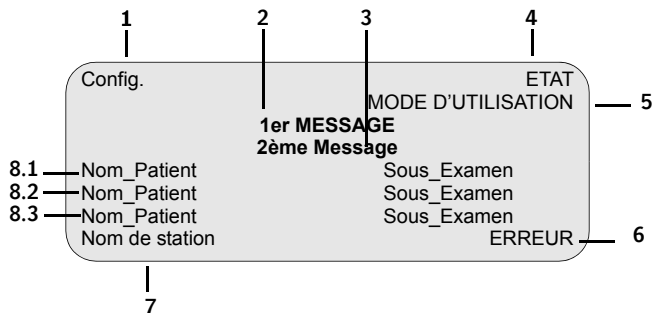 1 2 3 4
Config. ETAT
MODE D'UTILISATION 5
1er MESSAGE
2ème Message
8.1 Nom_Patient Sous_Examen
8.2 Nom_Patient Sous_Examen
8.3 Nom_Patient Sous_Examen
Nom de station ERREUR 6
7